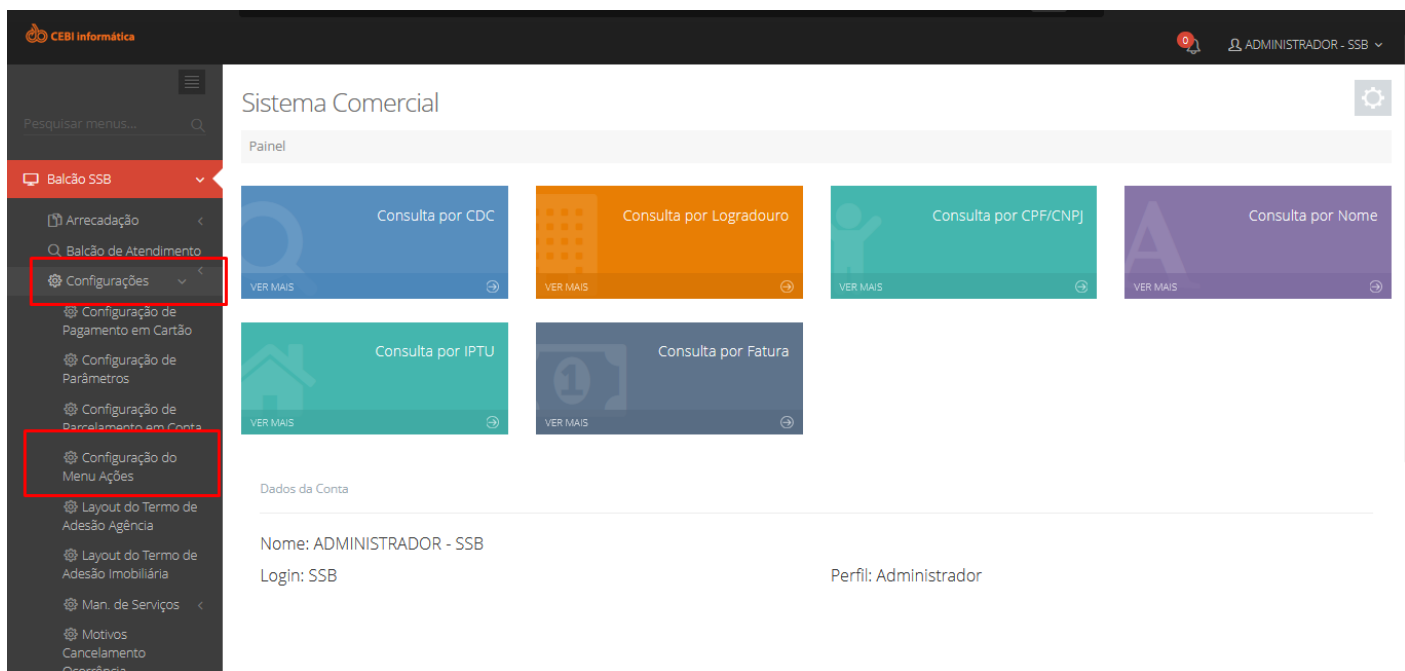 CEBI informática
0
ADMINISTRADOR - SSB
Pesquisar menus...
Balcão SSB
Arrecadação
Balcão de Atendimento
Configurações
Configuração de
Pagamento em Cartão
Configuração de
Parâmetros
Configuração de
Parcelamento em Conta
Configuração do
Menu Ações
Layout do Termo de
Adesão Agência
Layout do Termo de
Adesão Imobiliária
Man. de Serviços
Motivos
Cancelamento
Ocorrência
Sistema Comercial
Painel
Consulta por CDC
VER MAIS
Consulta por Logradouro
VER MAIS
Consulta por CPF/CNPJ
VER MAIS
A
Consulta por Nome
VER MAIS
Consulta por IPTU
VER MAIS
1
Consulta por Fatura
VER MAIS
Dados da Conta
Nome: ADMINISTRADOR - SSB
Login: SSB
Perfil: Administrador